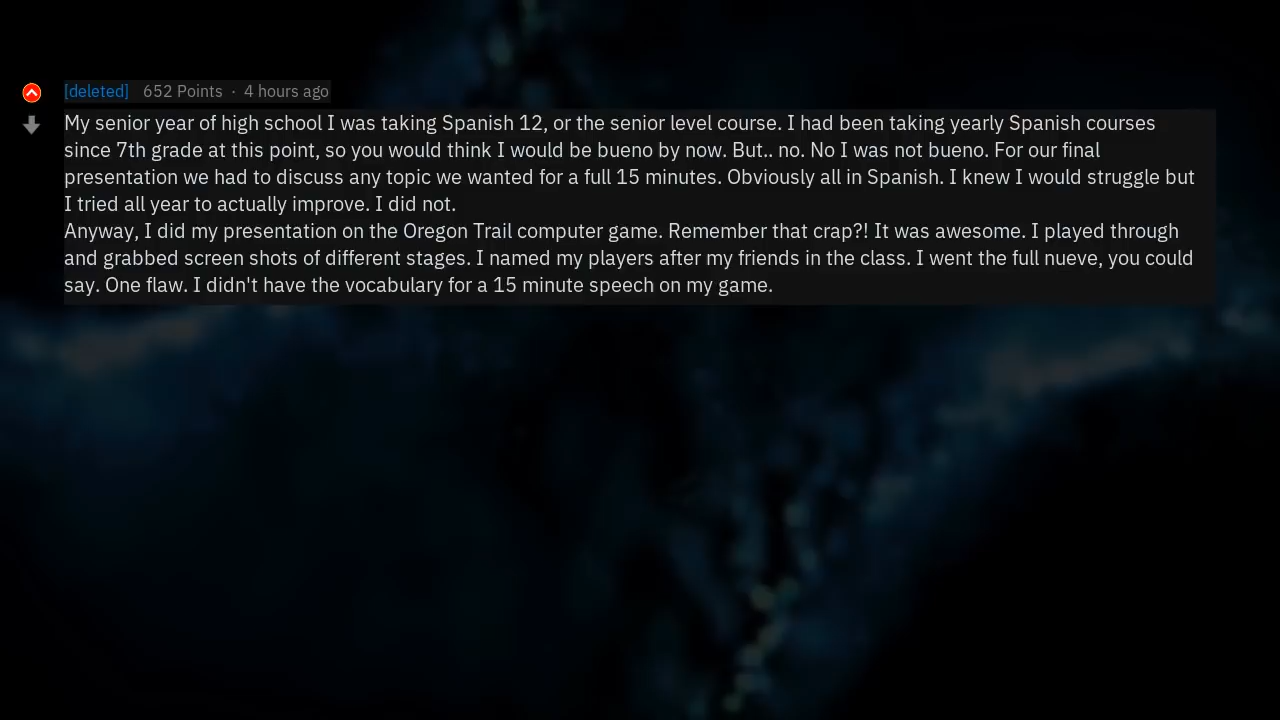 [deleted] 652 Points · 4 hours ago
My senior year of high school I was taking Spanish 12, or the senior level course. I had been taking yearly Spanish courses
since 7th grade at this point, so you would think I would be bueno by now. But.. no. No I was not bueno. For our final
presentation we had to discuss any topic we wanted for a full 15 minutes. Obviously all in Spanish. I knew I would struggle but
I tried all year to actually improve. I did not.
Anyway, I did my presentation on the Oregon Trail computer game. Remember that crap?! It was awesome. I played through
and grabbed screen shots of different stages. I named my players after my friends in the class. I went the full nueve, you could
say. One flaw. I didn't have the vocabulary for a 15 minute speech on my game.